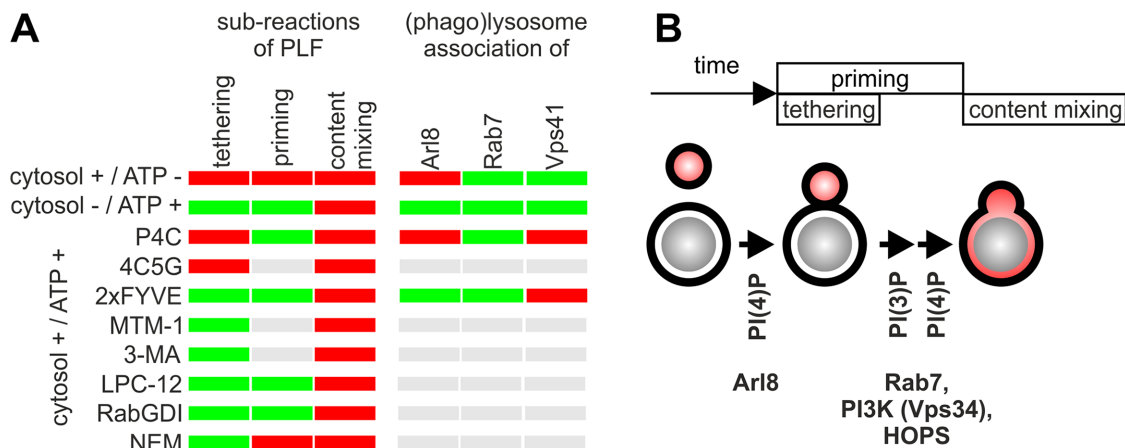 A
sub-reactions
of PLF
(phago)lysosome
association of
tethering
priming
content
mixing
Arl8
Rab7
Vps41
cytosol + / ATP -
cytosol - / ATP +
cytosol + / ATP +
P4C
4C5G
2xFYVE
MTM-1
3-MA
LPC-12
RabGDI
NEM
B
time
priming
tethering
content mixing
PI(4)P
PI(3)P
PI(4)P
Arl8
Rab7,
PI3K (Vps34),
HOPS